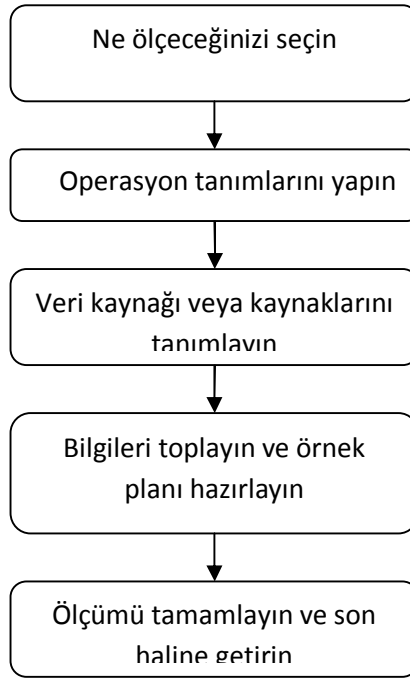 Ne ölçeceğinizi seçin
Operasyon tanımlarını yapın
Veri kaynağı veya kaynaklarını
tanımlayın
Bilgileri toplayın ve örnek
planı hazırlayın
Ölçümü tamamlayın ve son
haline getirin